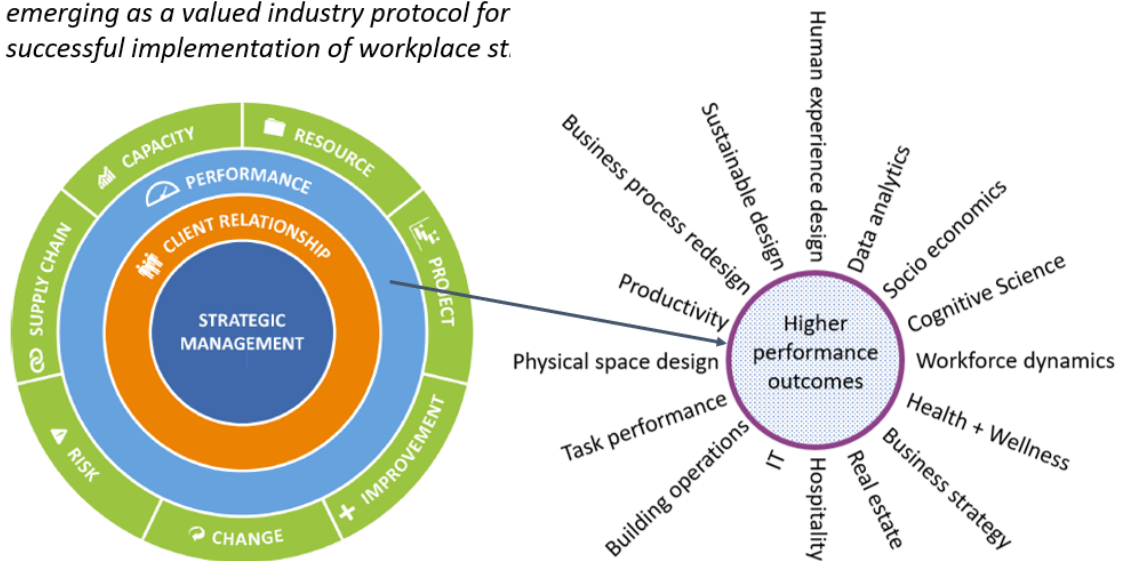 emerging as a valued industry protocol for
successful implementation of workplace
CAPACITY
RESOURCE
PROJECT
IMPROVEMENT
CHANGE
RISK
SUPPLY CHAIN
PERFORMANCE
CLIENT RELATIONSHIP
STRATEGIC
MANAGEMENT
Higher
performance
outcomes
Human experience design
Data analytics
Socio economics
Cognitive Science
Workforce dynamics
Health + Wellness
Business strategy
Real estate
Hospitality
IT
Building operations
Task performance
Physical space design
Productivity
Business process redesign
Sustainable design